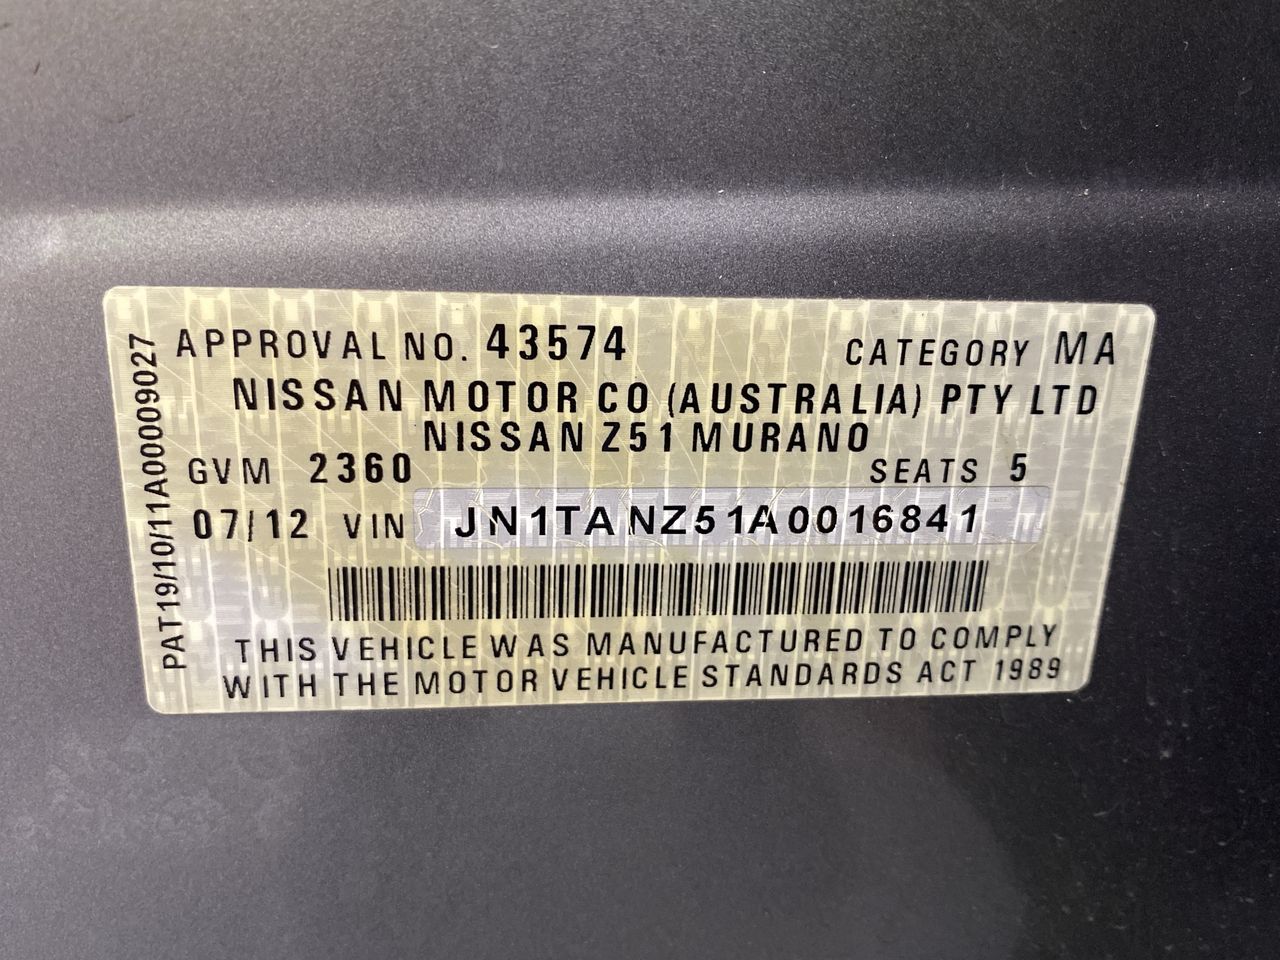 APPROVAL NO. 43574 CATEGORY MA
NISSAN MOTOR CO (AUSTRALIA) PTY LTD
NISSAN Z51 MURANO
GVM 2360 SEATS 5
07/12 VIN JN1TANZ51A0016841
THIS VEHICLE WAS MANUFACTURED TO COMPLY
WITH THE MOTOR VEHICLE STANDARDS ACT 1989
PAT19/10/11A000009027